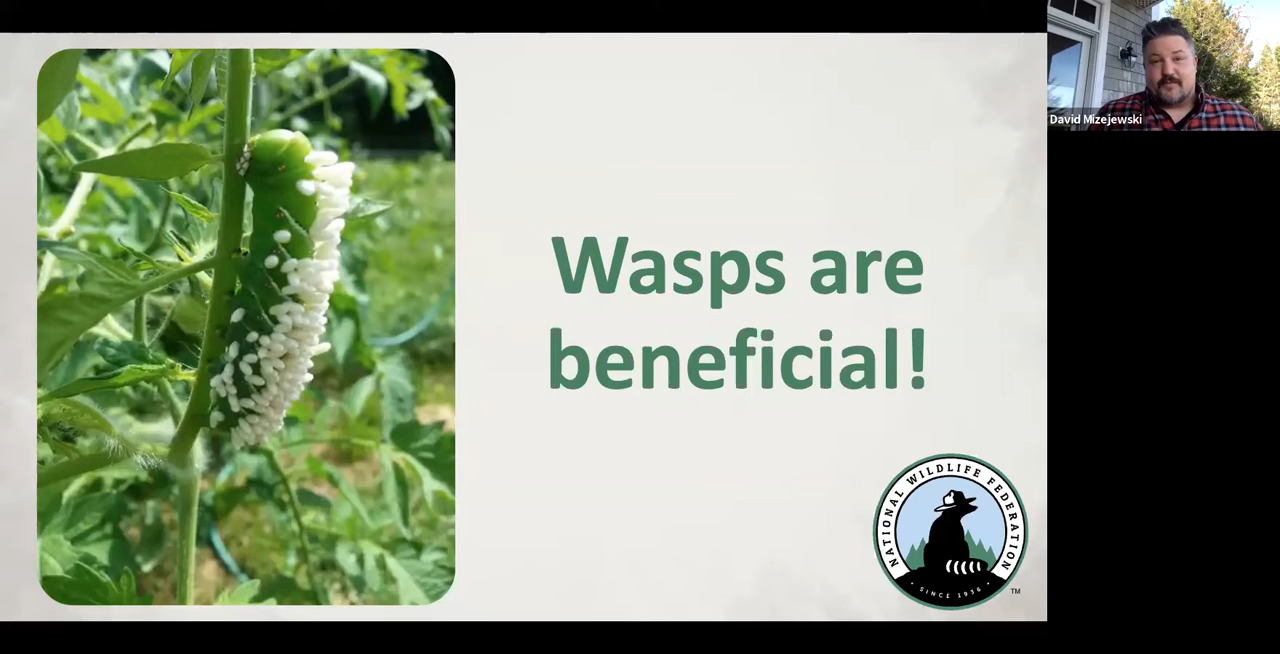 David Mizejewski
Wasps are
beneficial!
NATIONAL WILDLIFE FEDERATION
• SINCE 1936 •
TM